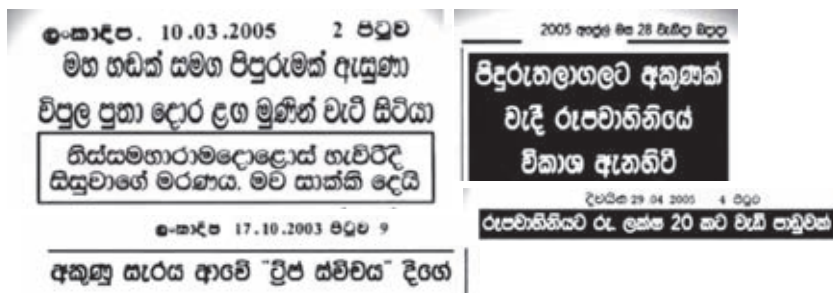 ලංකාදීප. 10.03.2005 2 පිටුව
මහ හඩක් සමග පිපුරුමක් ඇසුණා
විපුල පුතා දොර ළග මුණින් වැටී සිටියා
තිස්සමහාරාමදොළොස් හැවිරිදි
සිසුවාගේ මරණය. මව සාක්කි දෙයි
ලංකාදීප 17.10.2003 පිටුව 9
අකුණු සැරය ආවේ "ට්‍රිප් ස්විචය" දිගේ
2005 අප්‍රේල් මස 28 වැනිදා
පිදුරුතලාගලට අකුණක්
වැදී රූපවාහිනියේ
විකාශ ඇනහිටී
දිවයින 29 04 2005 4 පිටුව
රූපවාහිනියට රු. ලක්ෂ 20 කට වැඩි පාඩුවක්